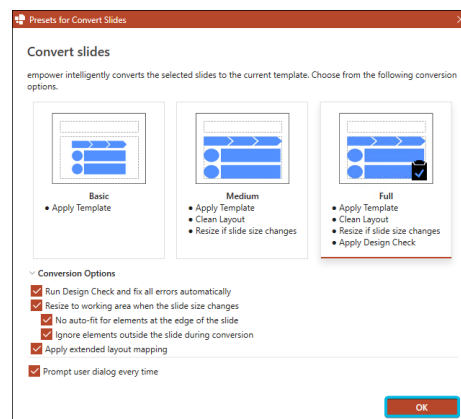 Presets for Convert Slides
Convert slides
empower intelligently converts the selected slides to the current template. Choose from the following conversion
options.
Basic
• Apply Template
Medium
• Apply Template
• Clean Layout
• Resize if slide size changes
Full
• Apply Template
• Clean Layout
• Resize if slide size changes
• Apply Design Check
Conversion Options
Run Design Check and fix all errors automatically
Resize to working area when the slide size changes
No auto-fit for elements at the edge of the slide
Ignore elements outside the slide during conversion
Apply extended layout mapping
Prompt user dialog every time
OK